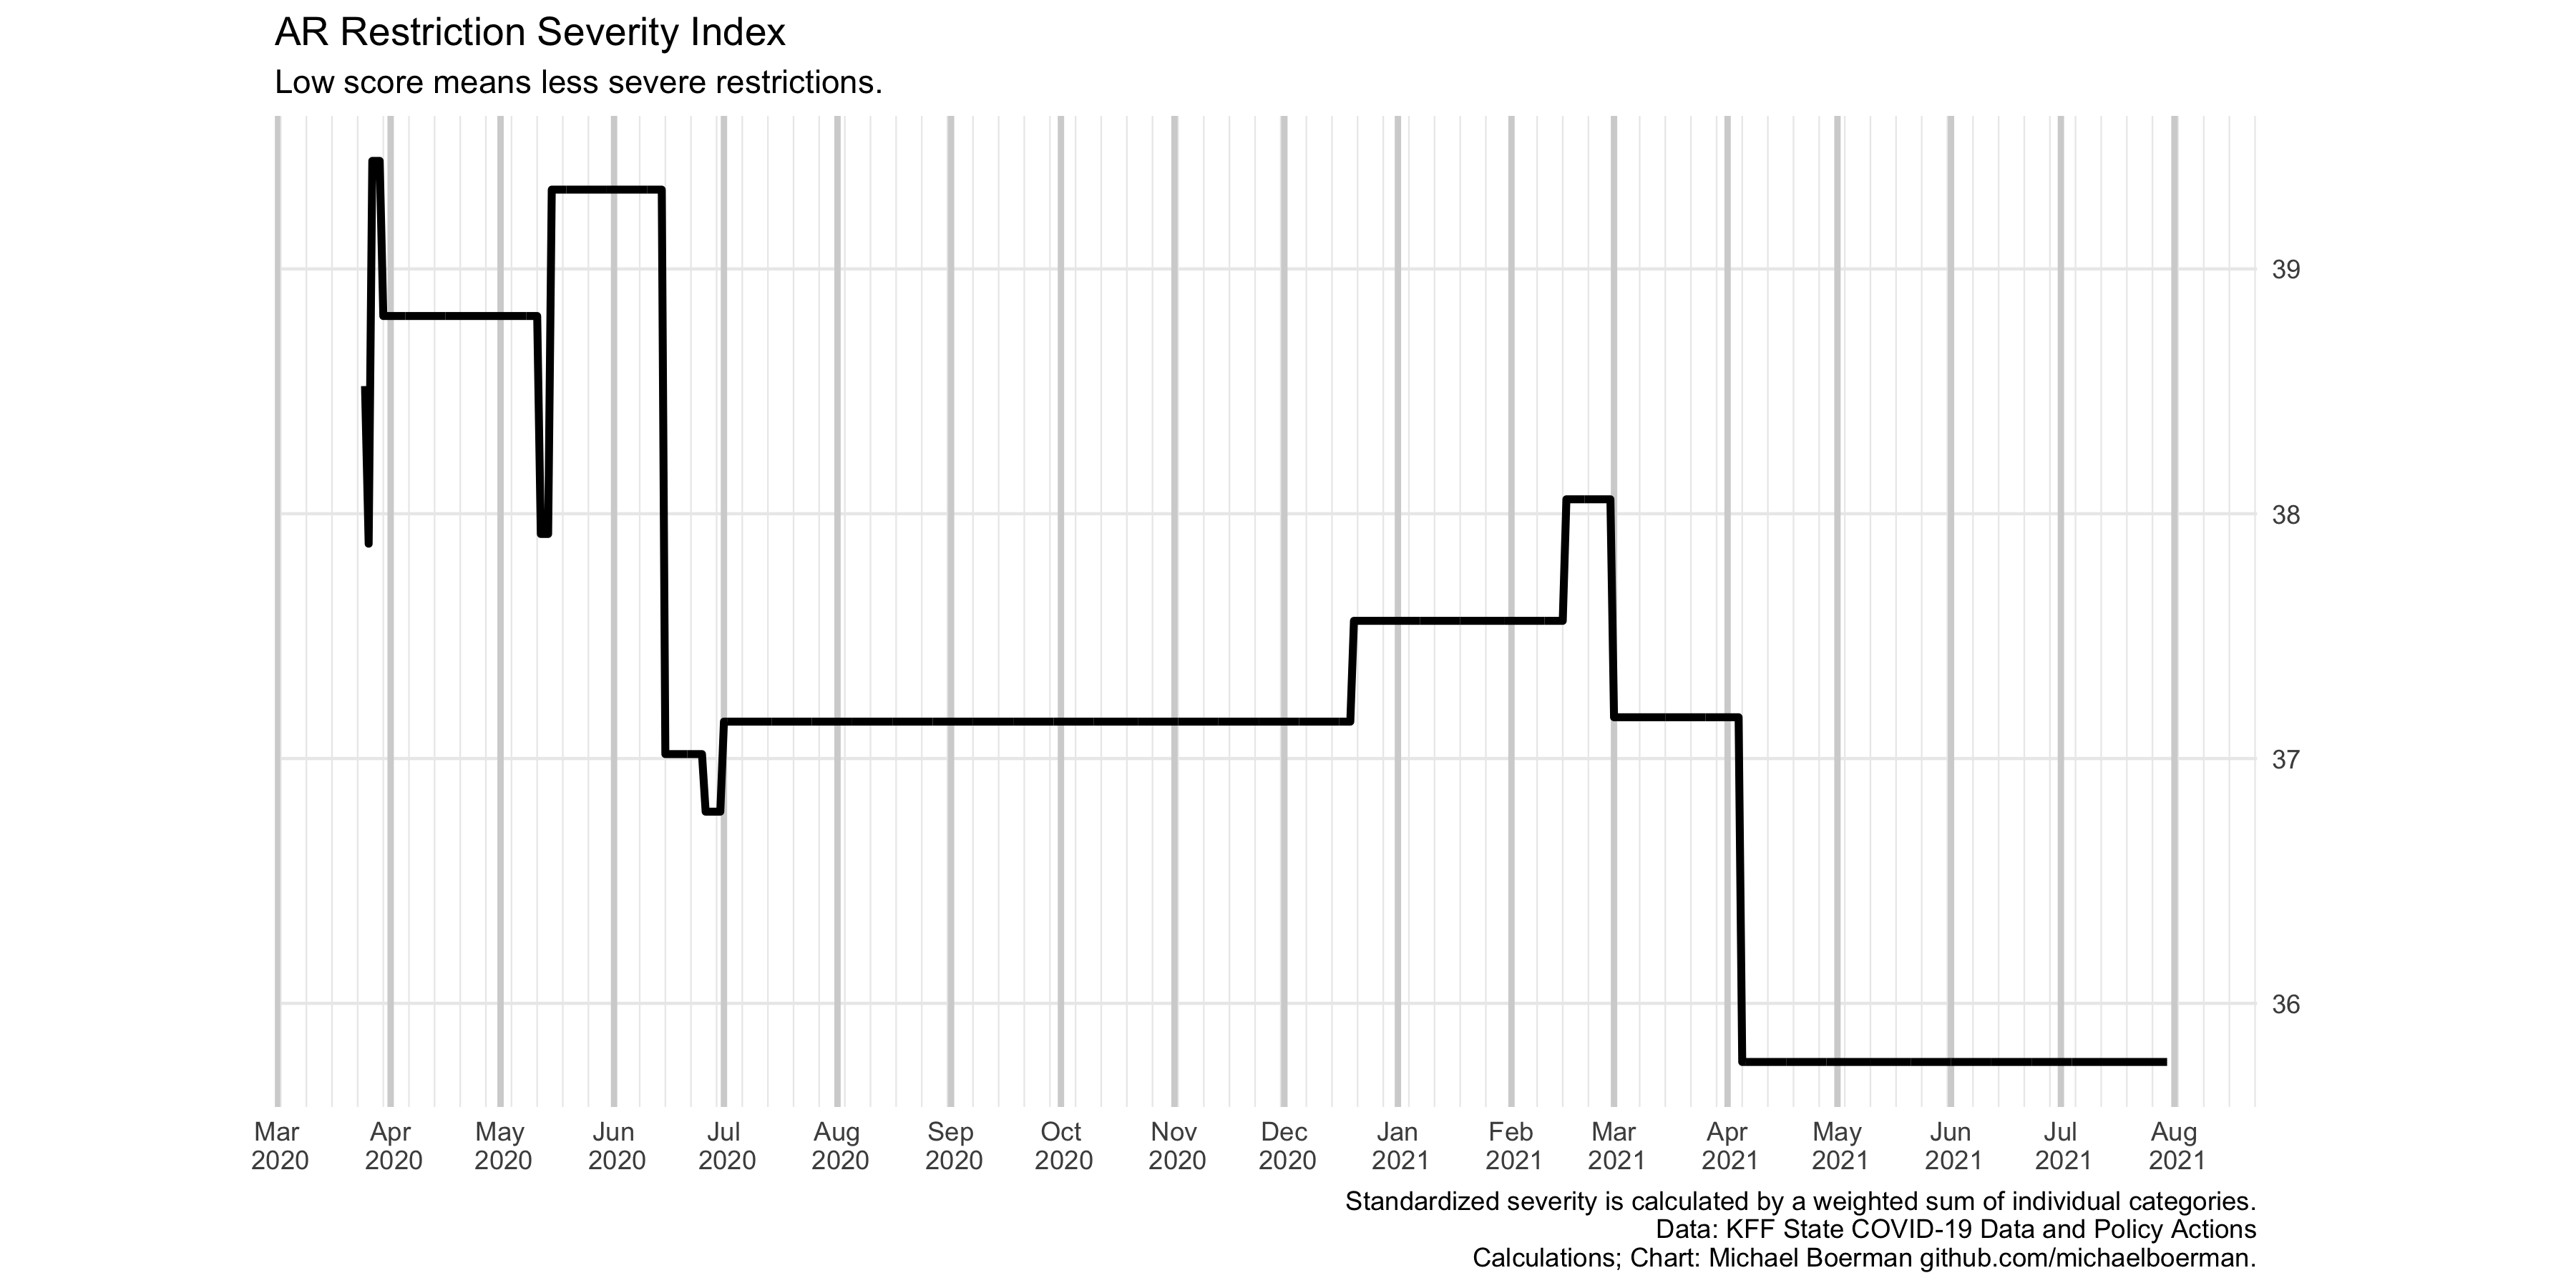 AR Restriction Severity Index
Low score means less severe restrictions.
39
38
37
36
Mar Apr May Jun Jul Aug Sep Oct Nov Dec Jan Feb Mar Apr May Jun Jul Aug
2020 2020 2020 2020 2020 2020 2020 2020 2020 2020 2021 2021 2021 2021 2021 2021 2021 2021
Standardized severity is calculated by a weighted sum of individual categories.
Data: KFF State COVID-19 Data and Policy Actions
Calculations; Chart: Michael Boerman github.com/michaelboerman.